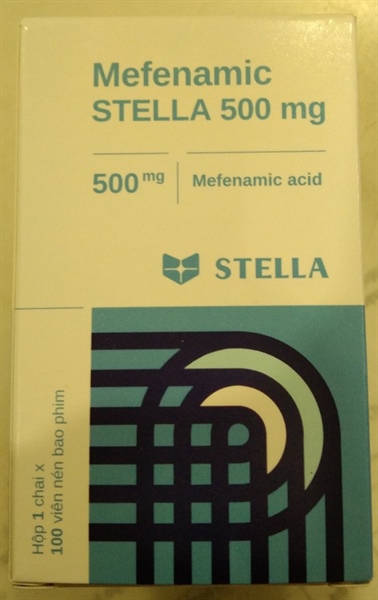 Mefenamic
STELLA 500 mg
500 mg
Mefenamic acid
STELLA
Hộp 1 chai x
100 viên nén bao phim